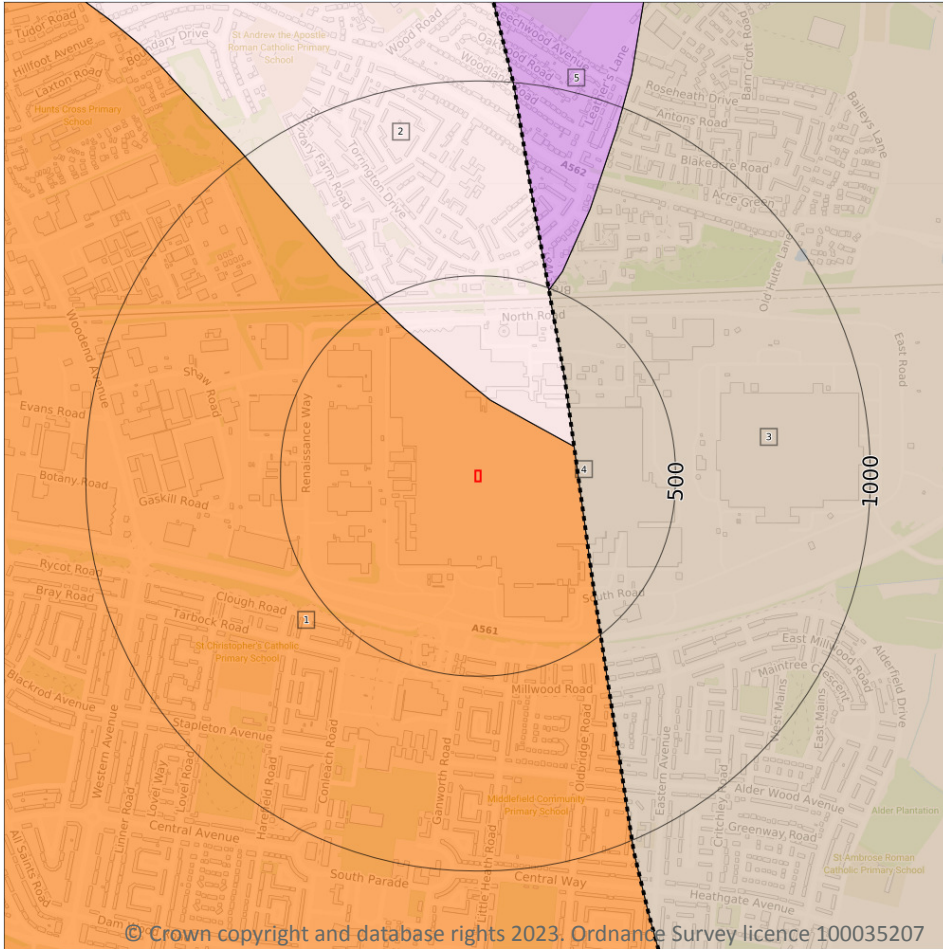 Tudor Road
Hillfoot Avenue
Laxton Road
Hunts Cross Primary
School
St Andrew the Apostle
Roman Catholic Primary
School
Wood Road
Woodland Road
Beechwood Avenue
5
2
Torrington Drive
A562
Roseheath Drive
Antons Road
Blakeacre Road
Acre Green
Barn Croft Road
Baileys Lane
Old Hutte Lane
North Road
East Road
Woodend Avenue
Shaw Road
Evans Road
Renaissance Way
Botany Road
Gaskill Road
3
4
500
1000
Rycot Road
Bray Road
Clough Road
Tarbock Road
1
St Christopher's Catholic
Primary School
A561
South Road
Millwood Road
East Millwood Road
Alderfield Drive
Maintree Crescent
West Mains
East Mains
Blackrod Avenue
Western Avenue
Stapleton Avenue
Lovel Way
Lovel Road
Linner Road
Harefield Road
Conleach Road
Ganworth Road
Oldbridge Road
Eastern Avenue
Critchley Road
Middlefield Community
Primary School
Alder Wood Avenue
Greenway Road
Alder Plantation
All Saints Road
Central Avenue
South Parade
Little Heath Road
Central Way
St Ambrose Roman
Catholic Primary School
Heathgate Avenue
© Crown copyright and database rights 2023. Ordnance Survey licence 100035207